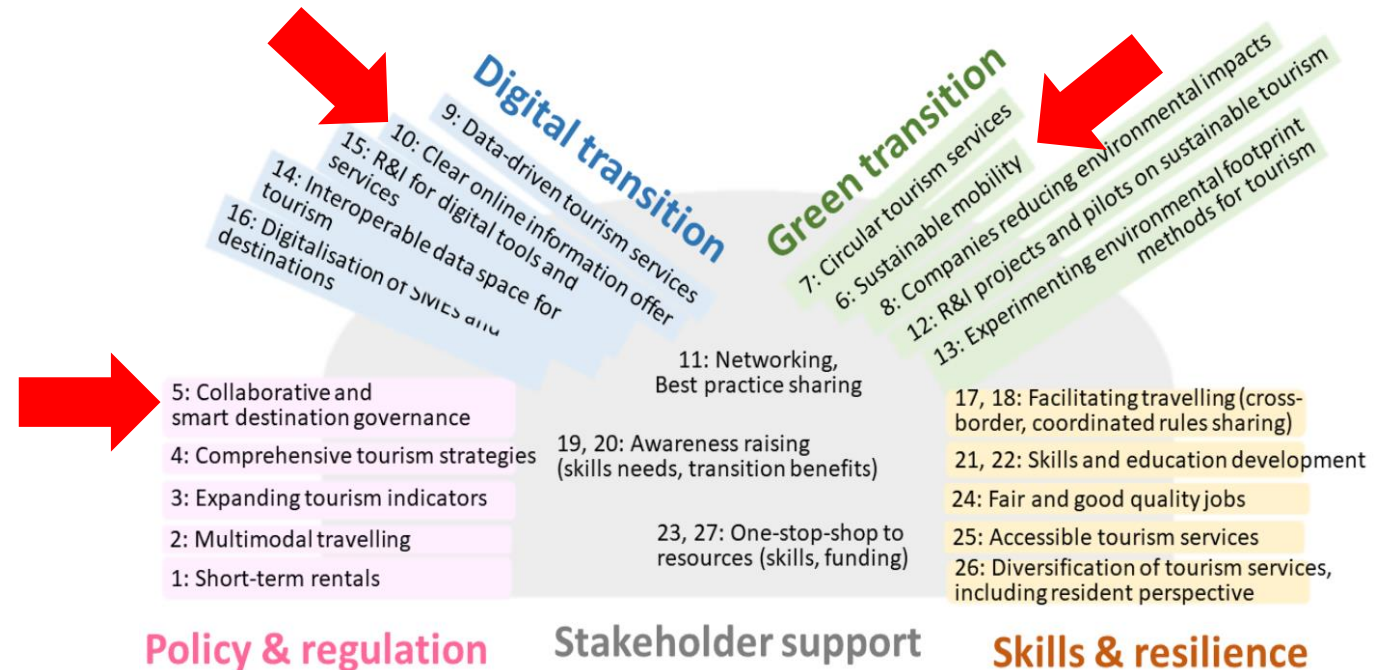 Digital transition
9: Data-driven tourism services
10: Clear online information offer
15: R&I for digital tools and
services
14: Interoperable data space for
tourism
16: Digitalisation of SMEs and
destinations
Green transition
7: Circular tourism services
6: Sustainable mobility
8: Companies reducing environmental impacts
12: R&I projects and pilots on sustainable tourism
13: Experimenting environmental footprint
methods for tourism
5: Collaborative and
smart destination governance
4: Comprehensive tourism strategies
3: Expanding tourism indicators
2: Multimodal travelling
1: Short-term rentals
Policy & regulation
11: Networking,
Best practice sharing
19, 20: Awareness raising
(skills needs, transition benefits)
23, 27: One-stop-shop to
resources (skills, funding)
Stakeholder support
17, 18: Facilitating travelling (cross-
border, coordinated rules sharing)
21, 22: Skills and education development
24: Fair and good quality jobs
25: Accessible tourism services
26: Diversification of tourism services,
including resident perspective
Skills & resilience